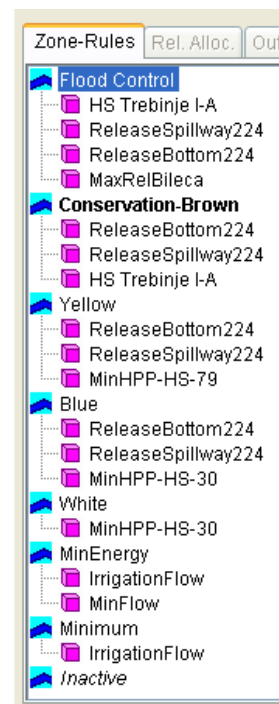 Zone-Rules Rel. Alloc. Out
Flood Control
HS Trebinje I-A
ReleaseSpillway224
ReleaseBottom224
MaxRelBileca
Conservation-Brown
ReleaseBottom224
ReleaseSpillway224
HS Trebinje I-A
Yellow
ReleaseBottom224
ReleaseSpillway224
MinHPP-HS-79
Blue
ReleaseBottom224
ReleaseSpillway224
MinHPP-HS-30
White
MinHPP-HS-30
MinEnergy
IrrigationFlow
MinFlow
Minimum
IrrigationFlow
Inactive